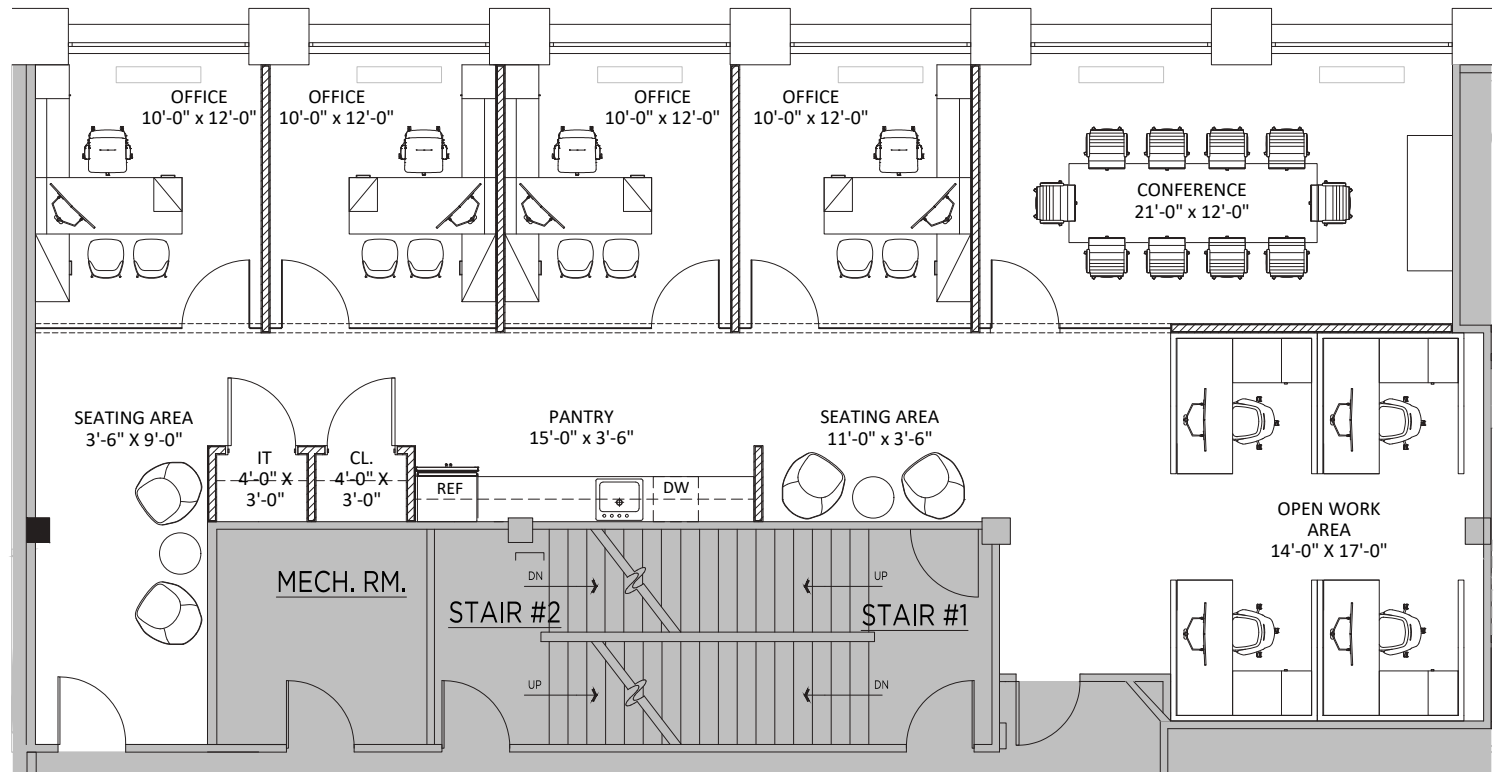 OFFICE
10'-0" x 12'-0"
OFFICE
10'-0" x 12'-0"
OFFICE
10'-0" x 12'-0"
OFFICE
10'-0" x 12'-0"
CONFERENCE
21'-0" x 12'-0"
SEATING AREA
3'-6" X 9'-0"
IT
4'-0" X
3'-0"
CL.
4'-0" X
3'-0"
PANTRY
15'-0" x 3'-6"
REF
DW
SEATING AREA
11'-0" x 3'-6"
OPEN WORK
AREA
14'-0" X 17'-0"
MECH. RM.
DN
UP
STAIR #2
STAIR #1
UP
DN